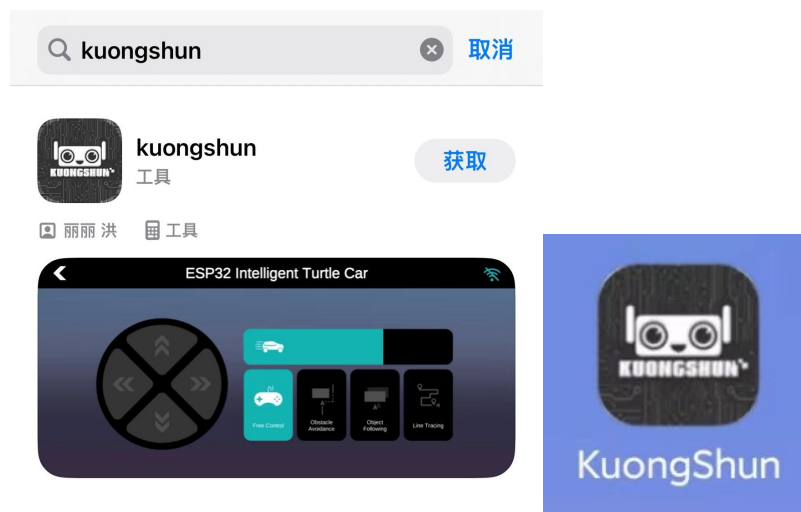 kuongshun
取消
KUONGSHUN
kuongshun
工具
获取
丽丽 洪
工具
ESP32 Intelligent Turtle Car
Free Control
Obstacle
Avoidance
Object
Following
Line Tracing
KUONGSHUN
KuongShun